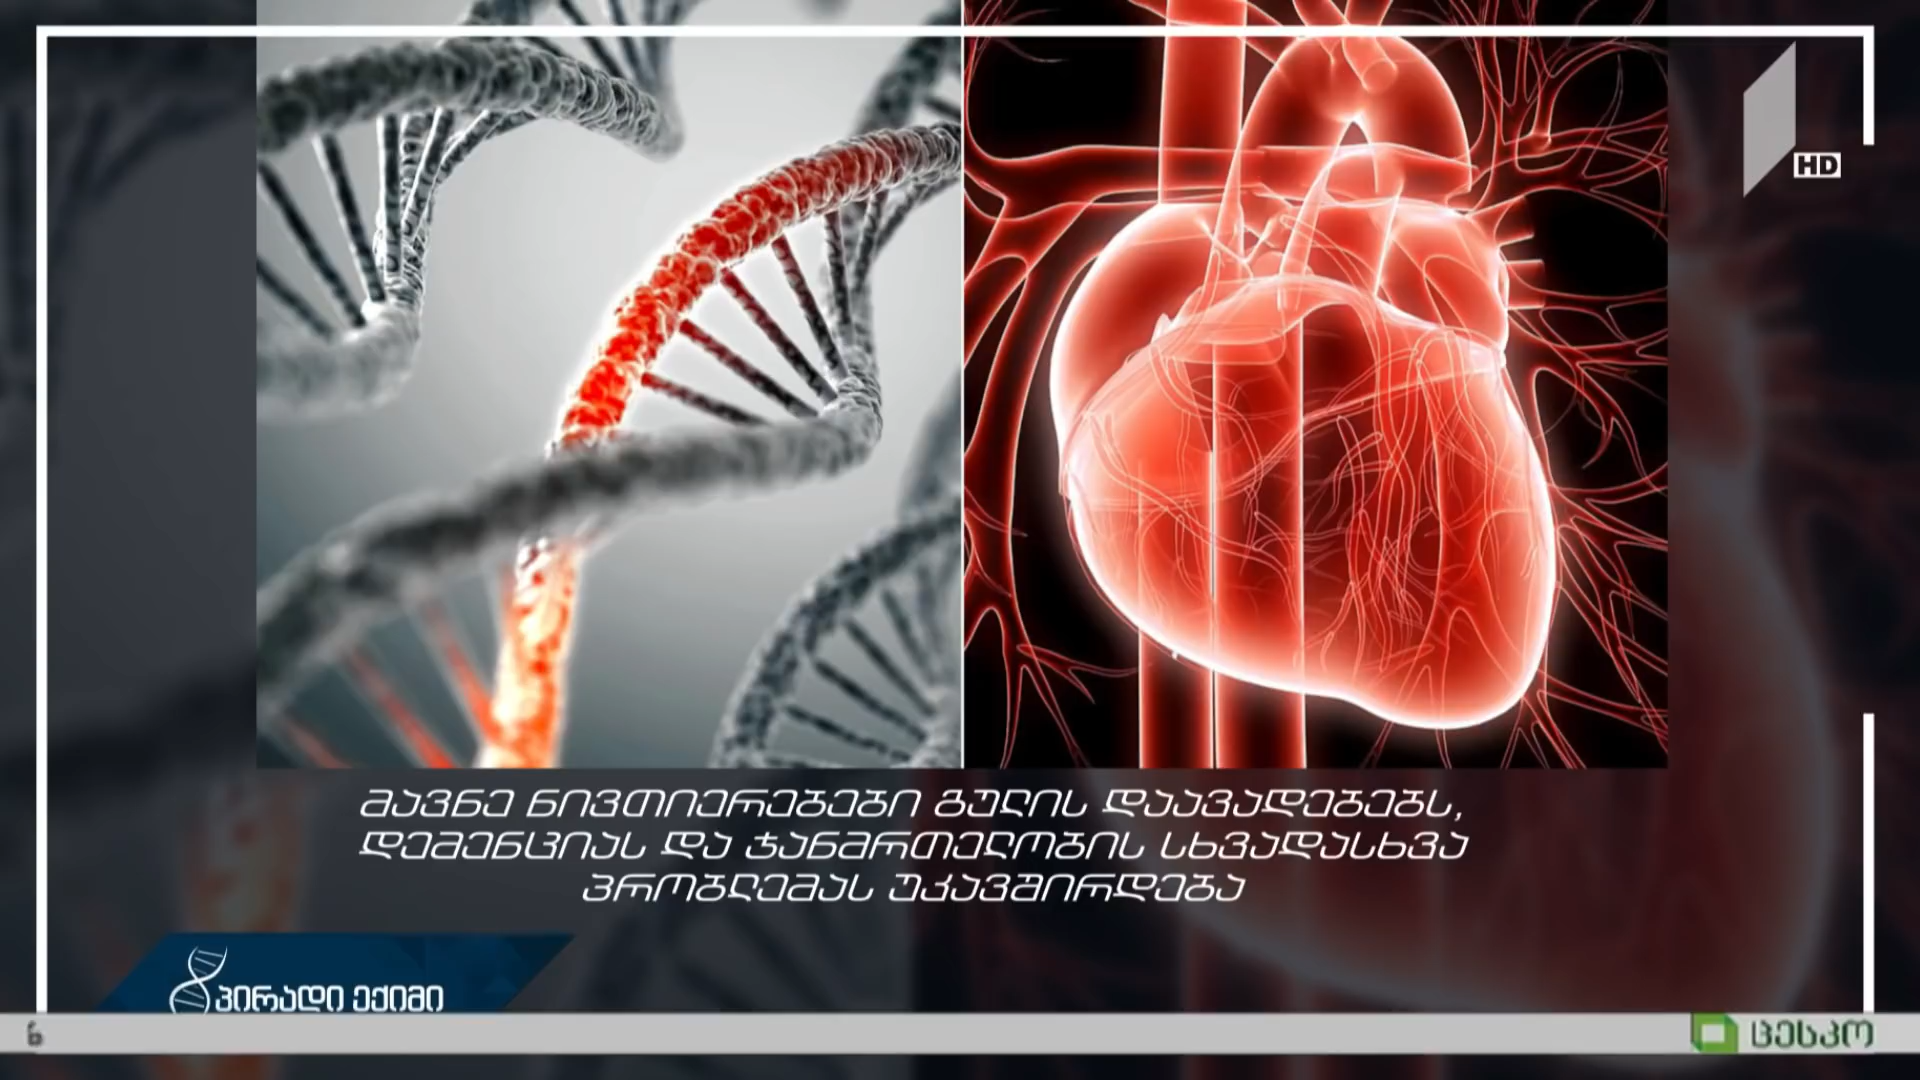 HD
მავნე ნივთიერებები გულის დაავადებებს,
დემენციას და ჯანმრთელობის სხვადასხვა
პრობლემას უკავშირდება
პირადი ექიმი
ნ
ცესკო